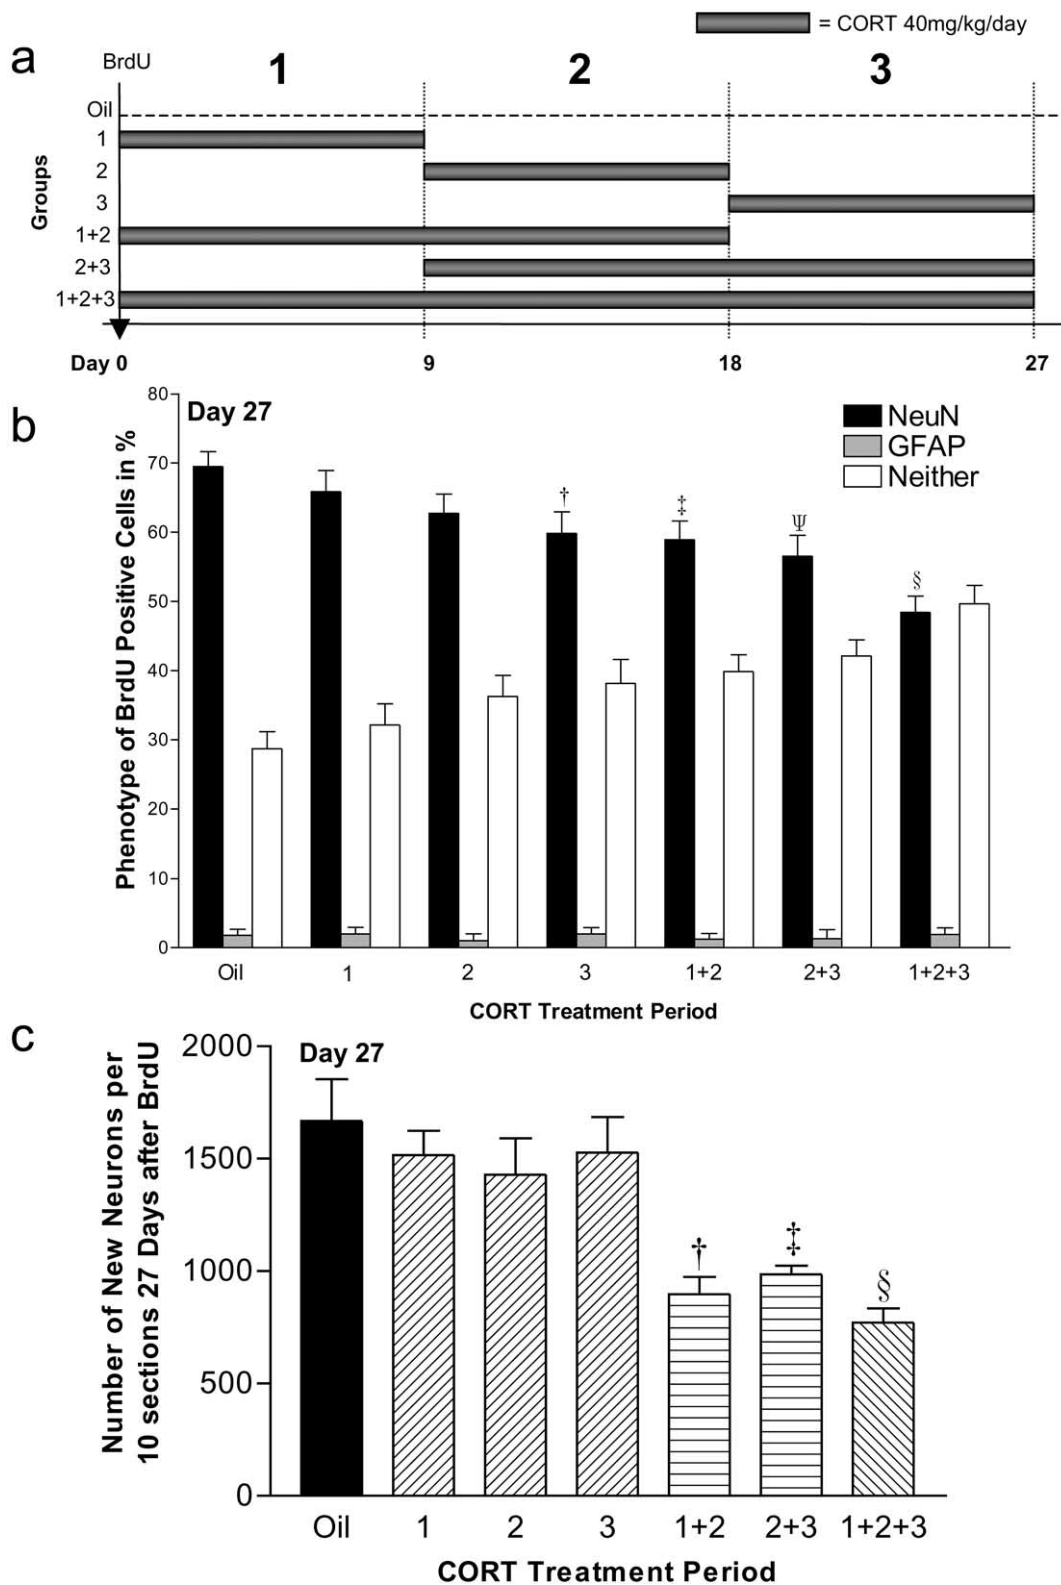 = CORT 40mg/kg/day
a
BrdU
1
2
3
Groups
Oil
1
2
3
1+2
2+3
1+2+3
Day 0
9
18
27
b
Day 27
NeuN
GFAP
Neither
Phenotype of BrdU Positive Cells in %
80
70
60
50
40
30
20
10
0
†
‡
Ψ
§
Oil
1
2
3
1+2
2+3
1+2+3
CORT Treatment Period
c
Day 27
Number of New Neurons per
10 sections 27 Days after BrdU
2000
1500
1000
500
0
†
‡
§
Oil
1
2
3
1+2
2+3
1+2+3
CORT Treatment Period